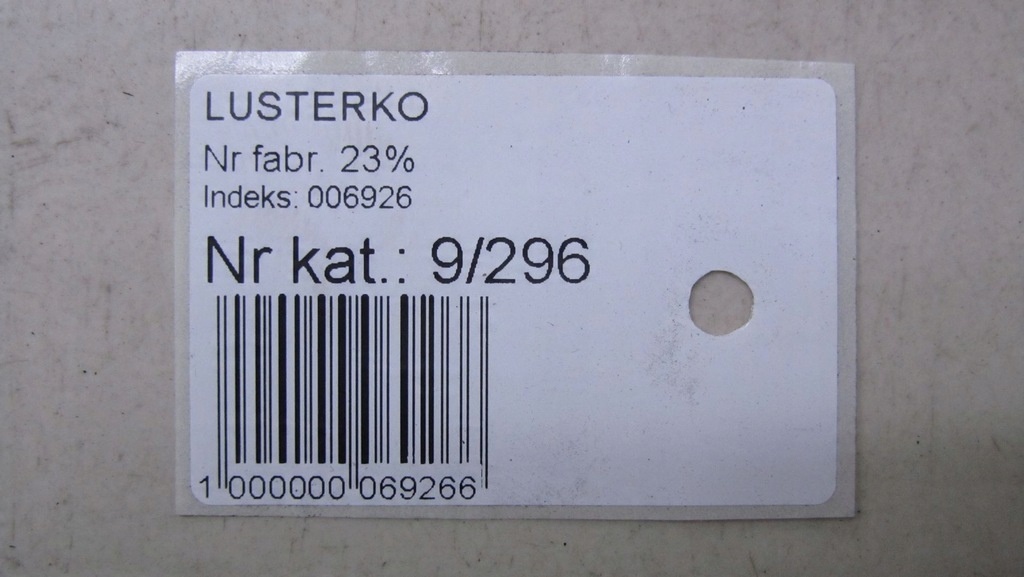 LUSTERKO
Nr fabr. 23%
Indeks: 006926
Nr kat.: 9/296
1 000000 069266